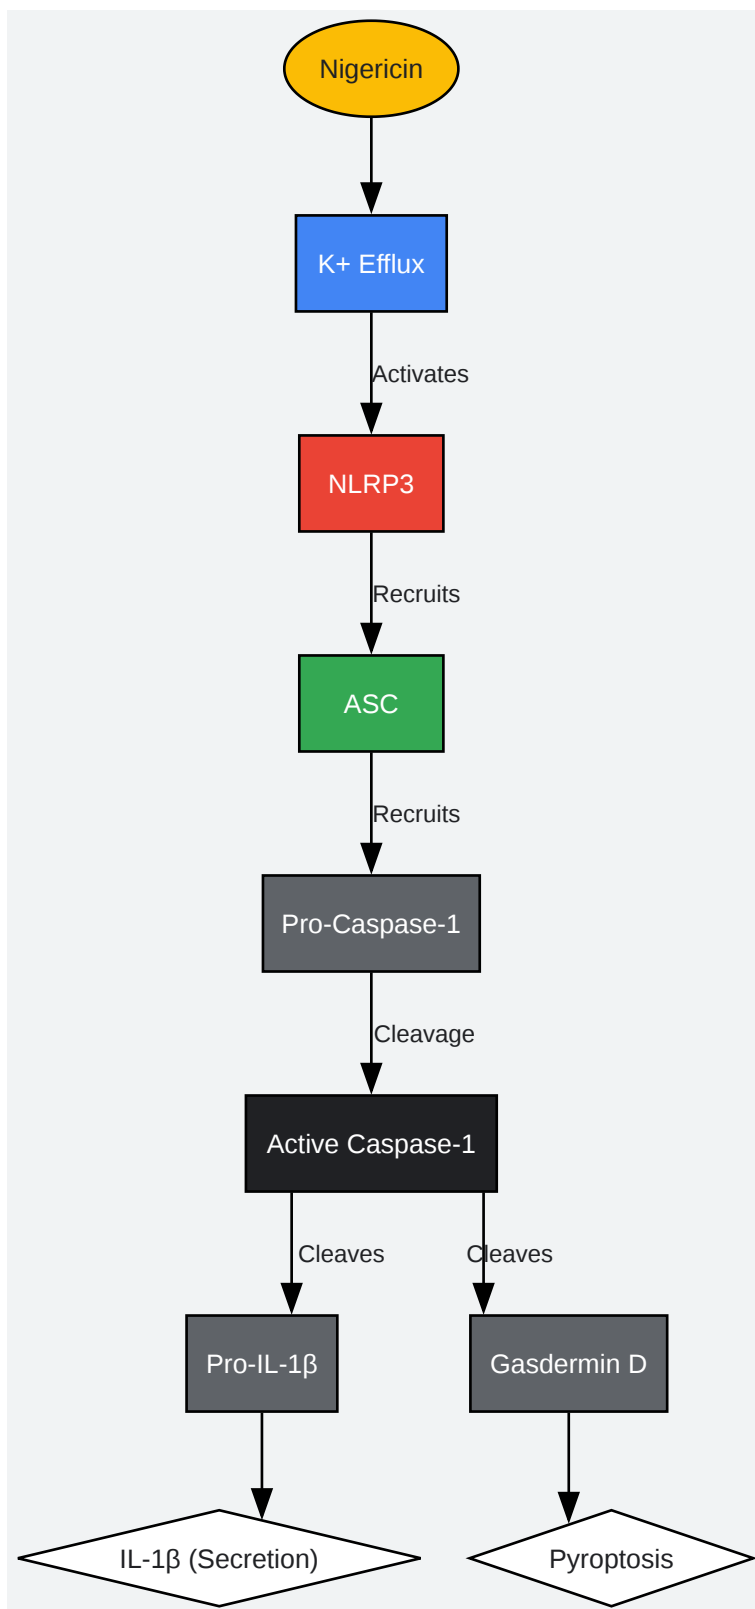 Nigericin
K+ Efflux
Activates
NLRP3
Recruits
ASC
Recruits
Pro-Caspase-1
Cleavage
Active Caspase-1
Cleaves
Cleaves
Pro-IL-1β
Gasdermin D
IL-1β (Secretion)
Pyroptosis